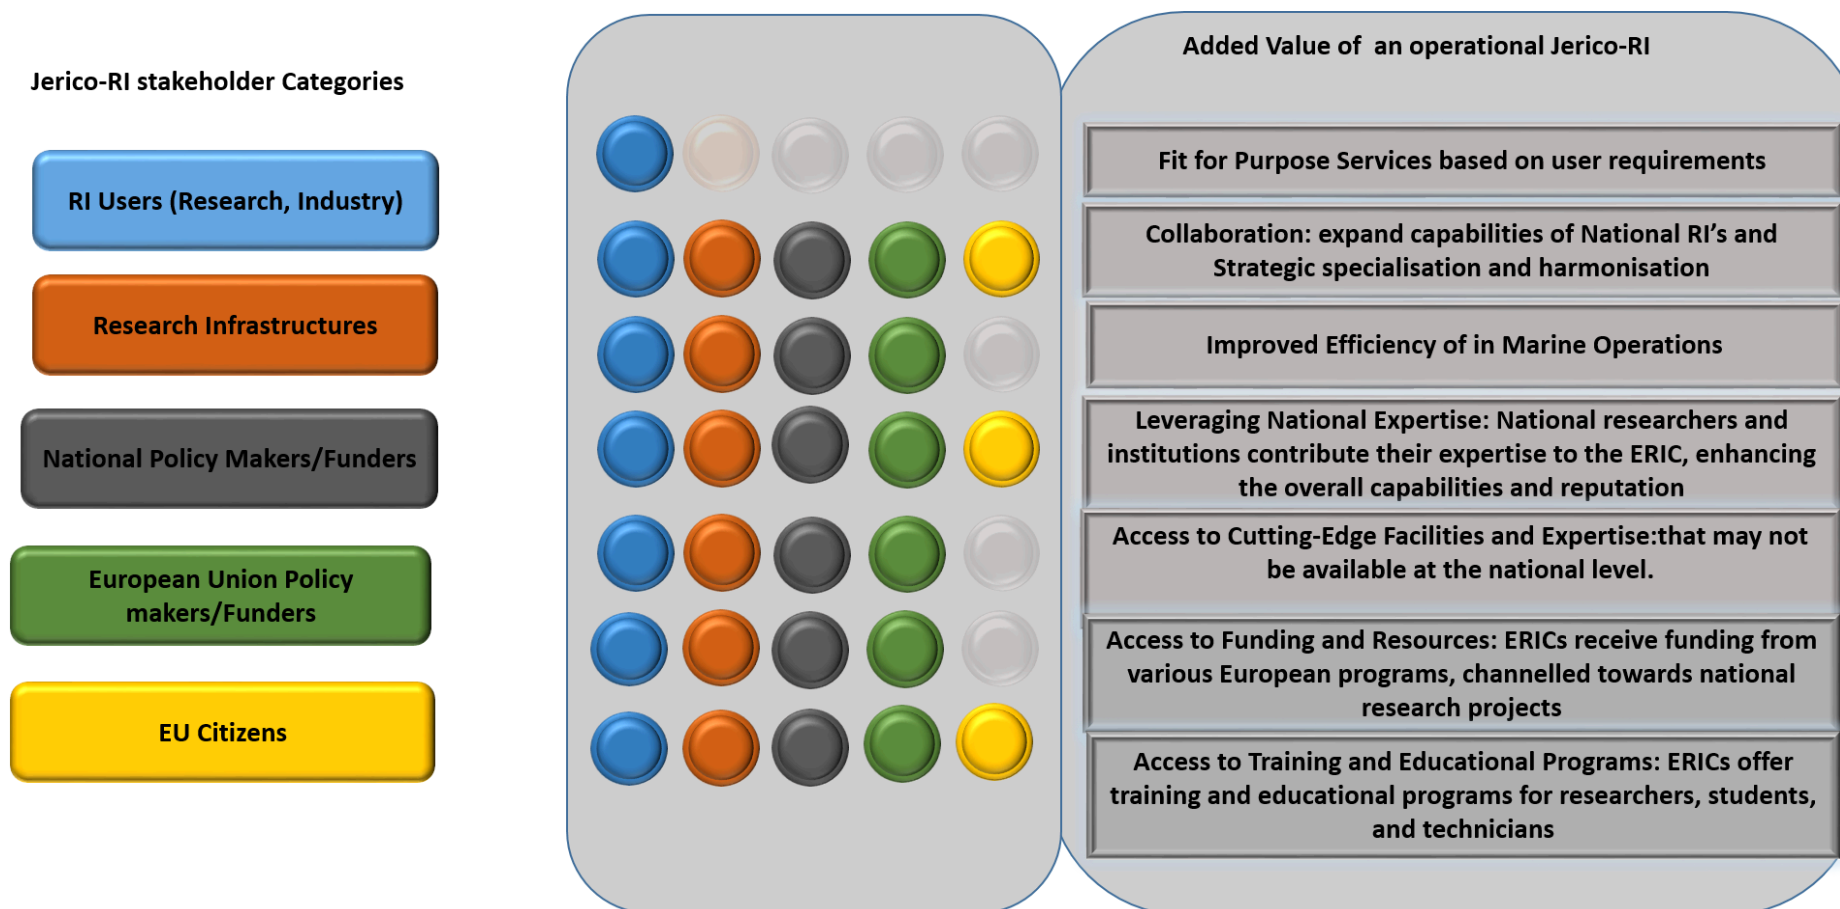 Jerico-RI stakeholder Categories
RI Users (Research, Industry)
Research Infrastructures
National Policy Makers/Funders
European Union Policy
makers/Funders
EU Citizens
Added Value of  an operational Jerico-RI
Fit for Purpose Services based on user requirements
Collaboration: expand capabilities of National RI’s and
Strategic specialisation and harmonisation
Improved Efficiency of in Marine Operations
Leveraging National Expertise: National researchers and
institutions contribute their expertise to the ERIC, enhancing
the overall capabilities and reputation
Access to Cutting-Edge Facilities and Expertise:that may not
be available at the national level.
Access to Funding and Resources: ERICs receive funding from
various European programs, channelled towards national
research projects
Access to Training and Educational Programs: ERICs offer
training and educational programs for researchers, students,
and technicians